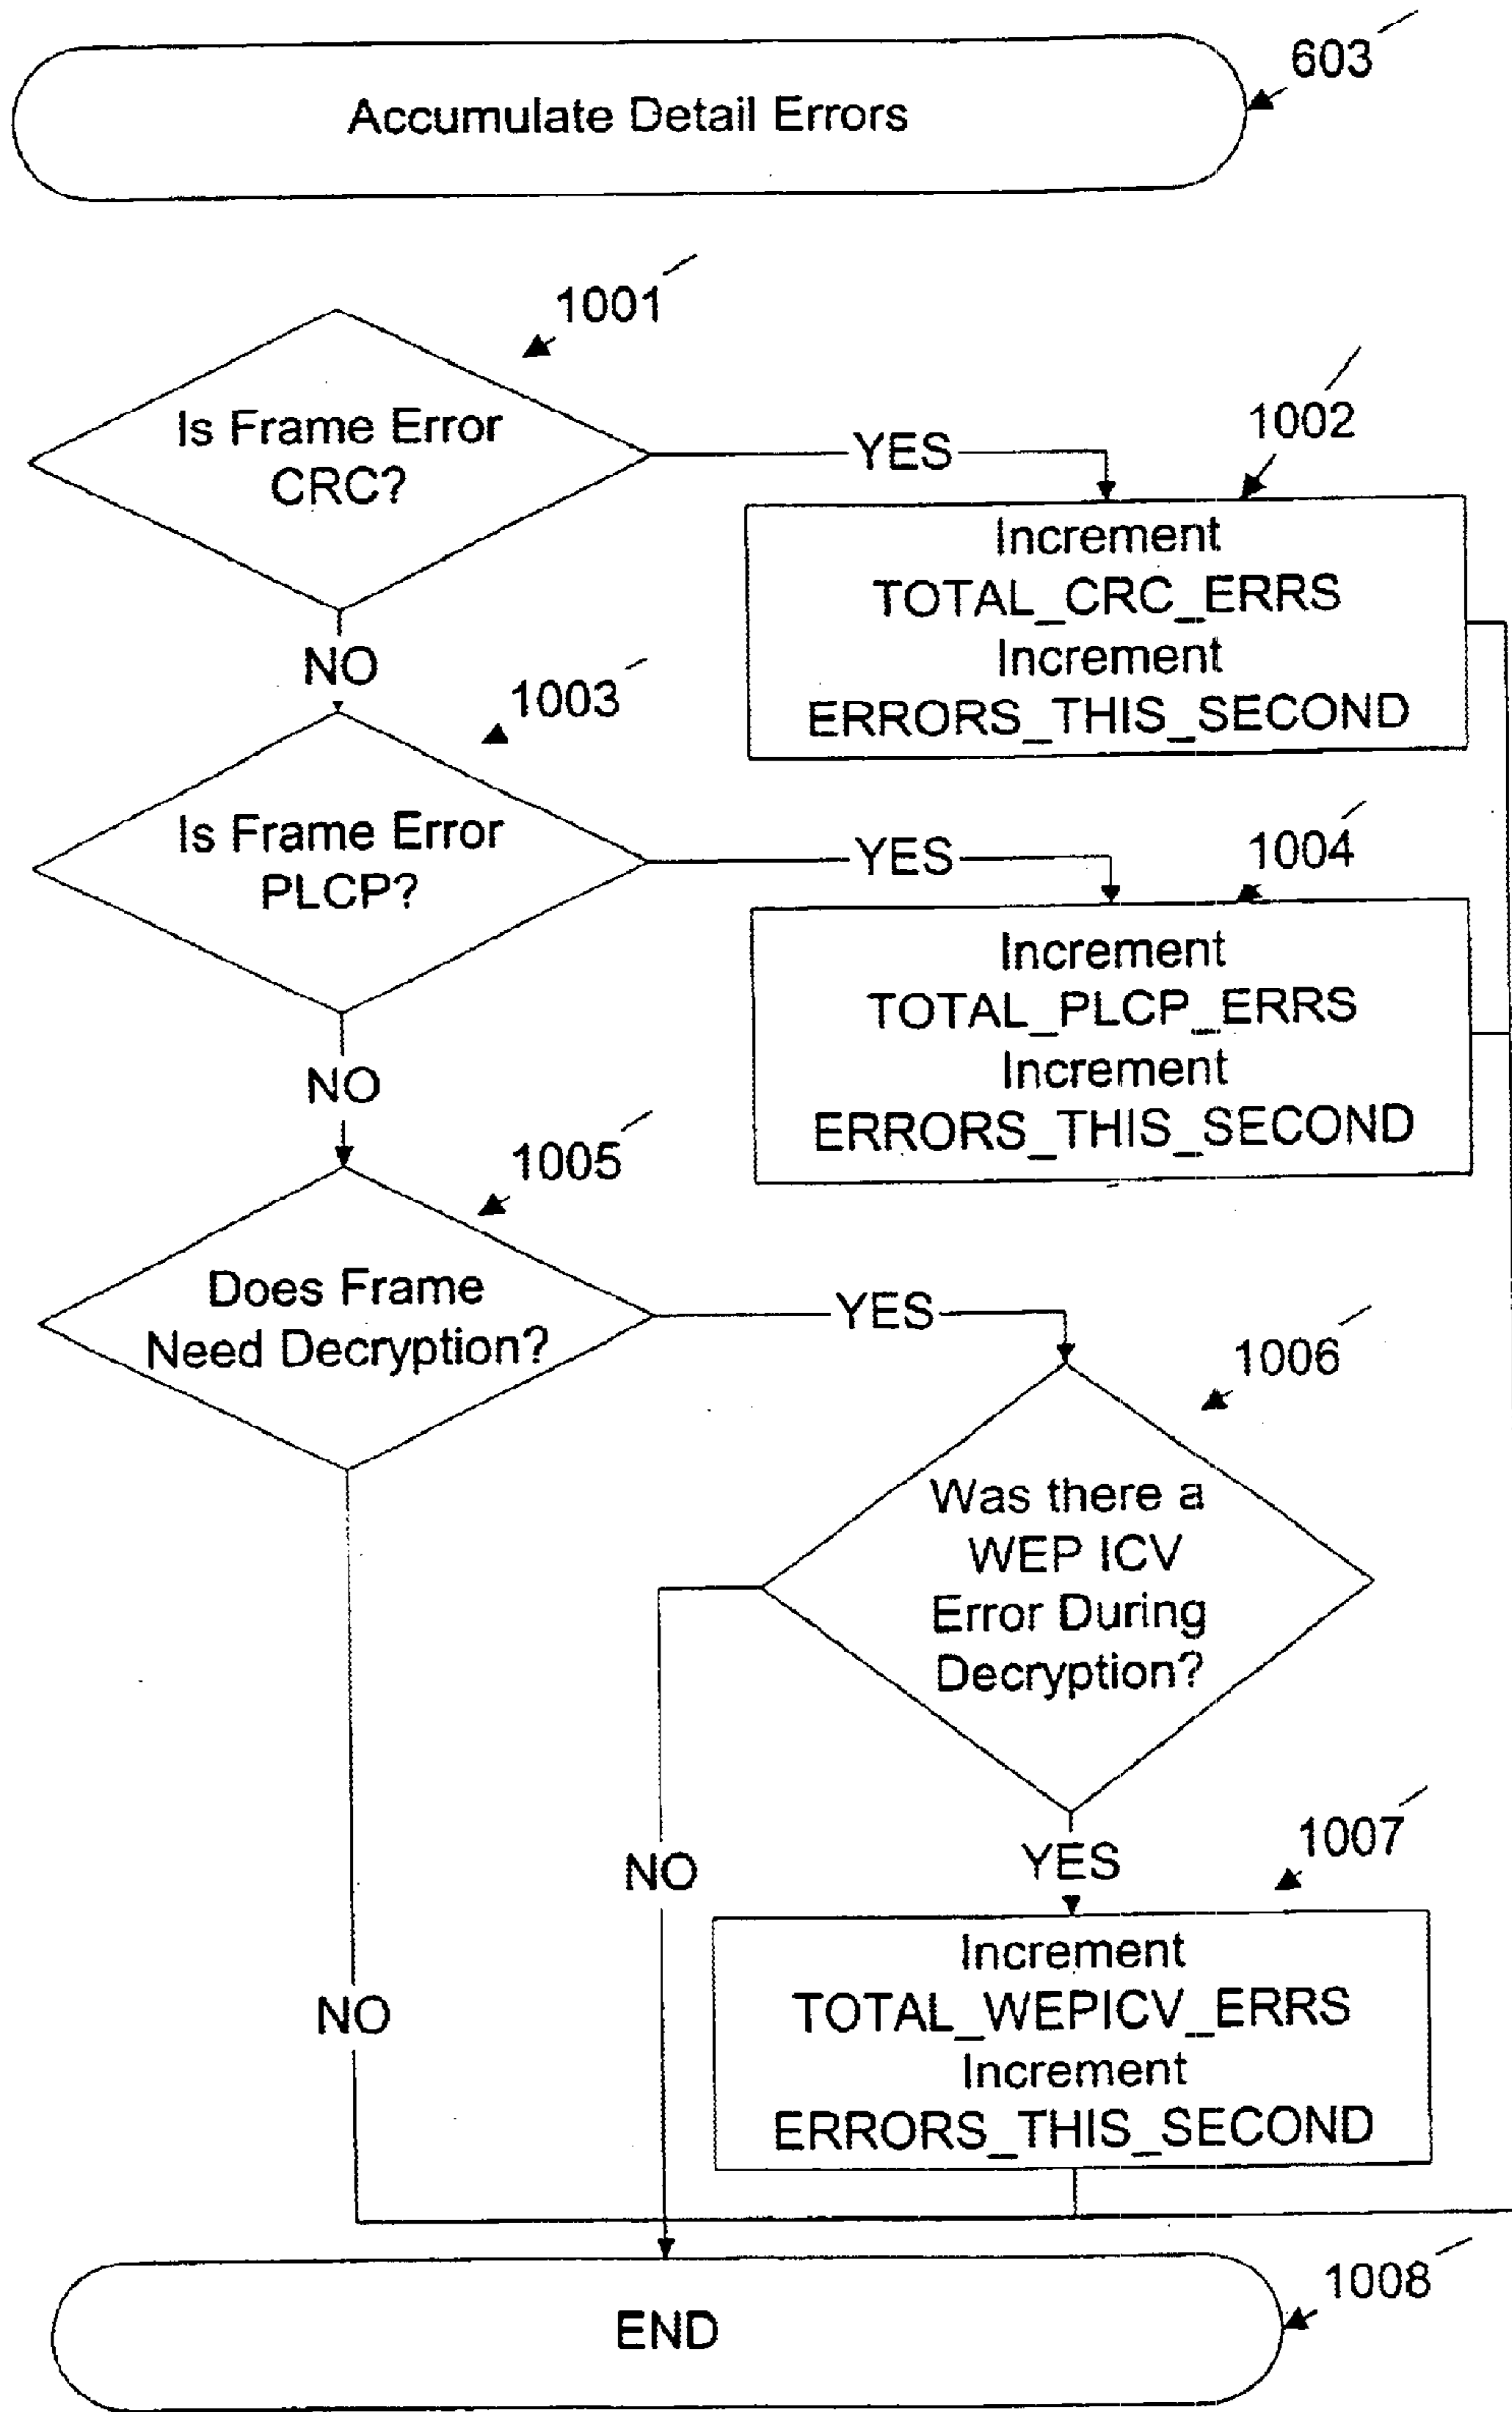 Accumulate Detail Errors
603
1001
Is Frame Error
CRC?
YES
1002
Increment
TOTAL_CRC_ERRS
Increment
ERRORS_THIS_SECOND
NO
1003
Is Frame Error
PLCP?
YES
1004
Increment
TOTAL_PLCP_ERRS
Increment
ERRORS_THIS_SECOND
NO
1005
Does Frame
Need Decryption?
YES
1006
Was there a
WEP ICV
Error During
Decryption?
NO
YES
1007
Increment
TOTAL_WEPICV_ERRS
Increment
ERRORS_THIS_SECOND
NO
END
1008